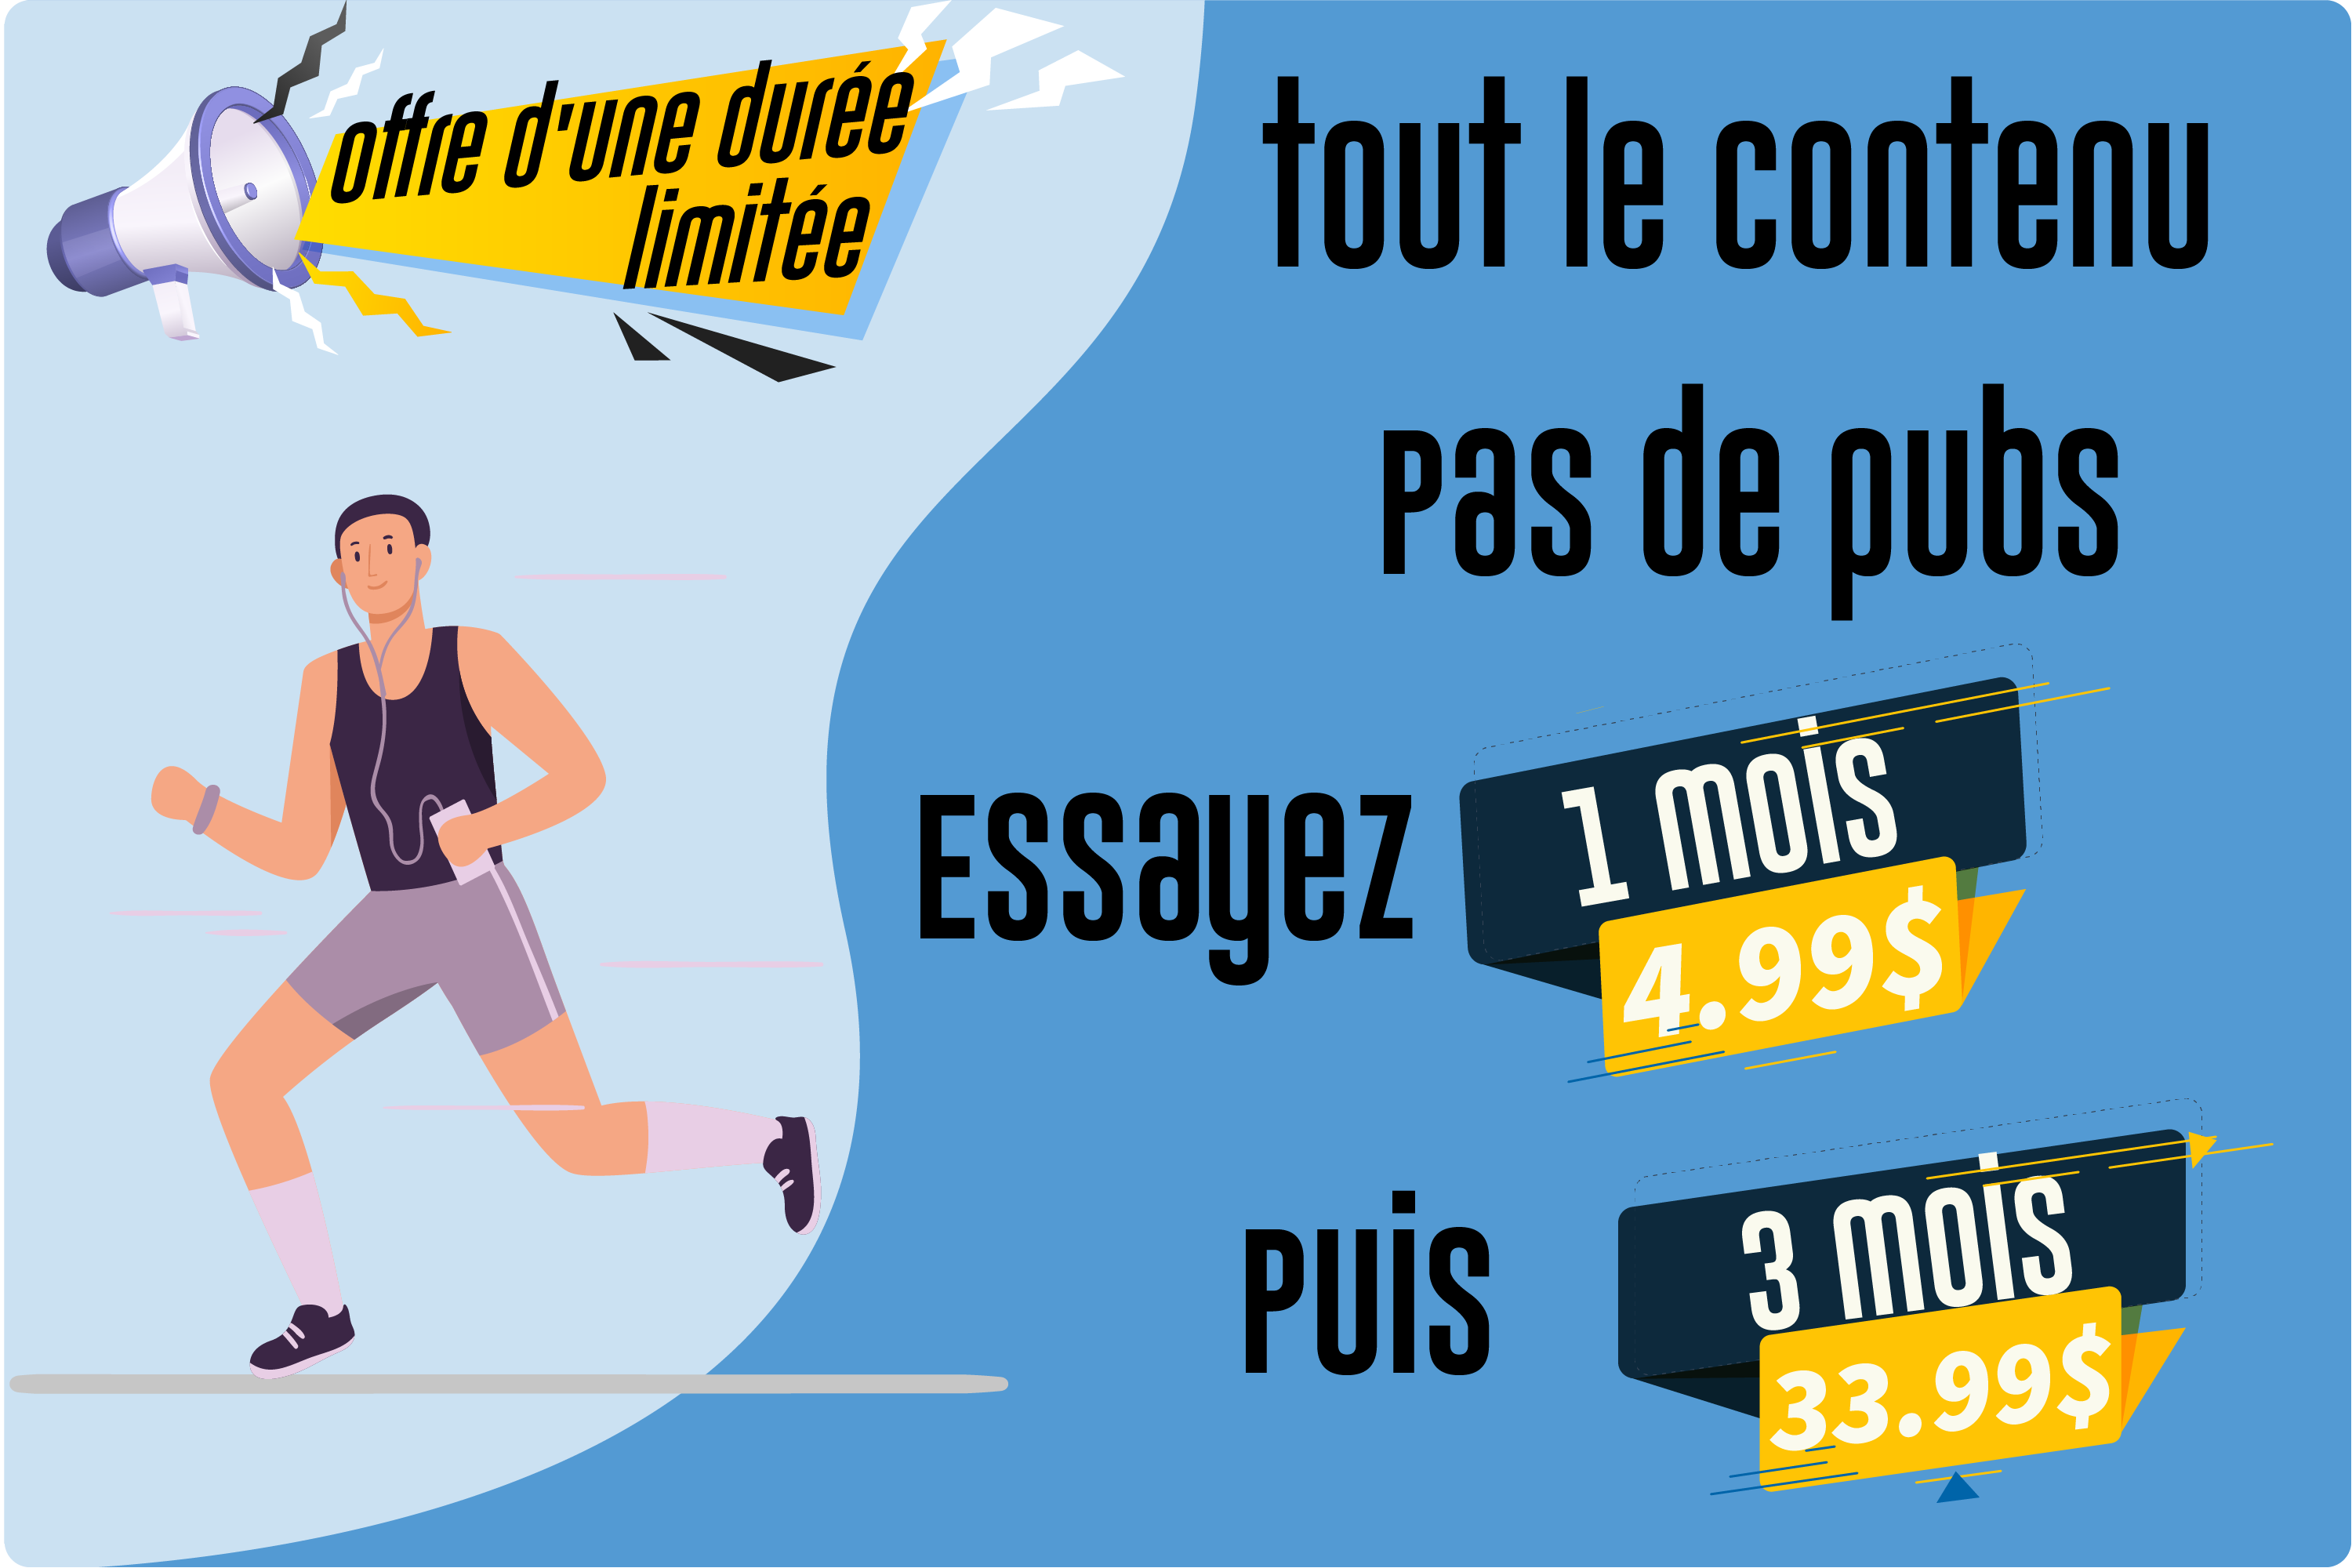 offre d'une durée
limitée
tout le contenu
pas de pubs
Essayez
1 mois
4.99$
puis
3 mois
33.99$